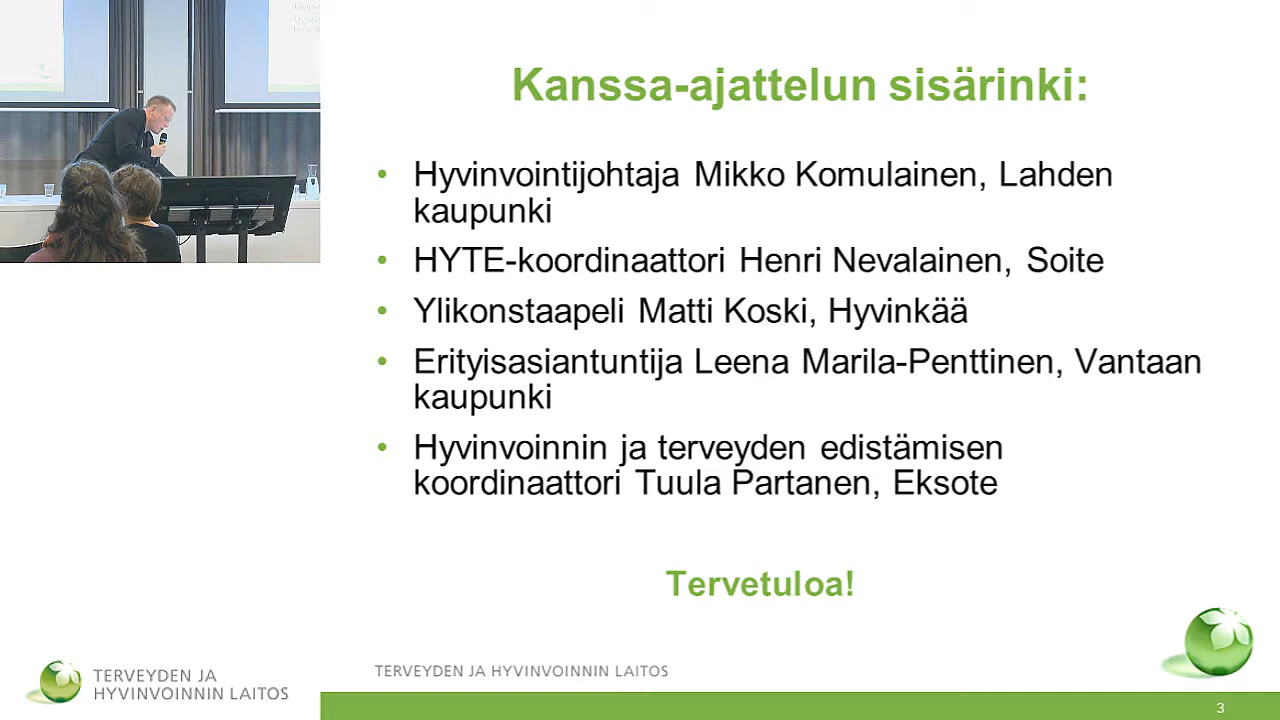 Kanssa-ajattelun sisärinki:
• Hyvinvointijohtaja Mikko Komulainen, Lahden
kaupunki
• HYTE-koordinaattori Henri Nevalainen, Soite
• Ylikonstaapeli Matti Koski, Hyvinkää
• Erityisasiantuntija Leena Marila-Penttinen, Vantaan
kaupunki
• Hyvinvoinnin ja terveyden edistämisen
koordinaattori Tuula Partanen, Eksote
Tervetuloa!
TERVEYDEN JA
HYVINVOINNIN LAITOS
TERVEYDEN JA HYVINVOINNIN LAITOS
3